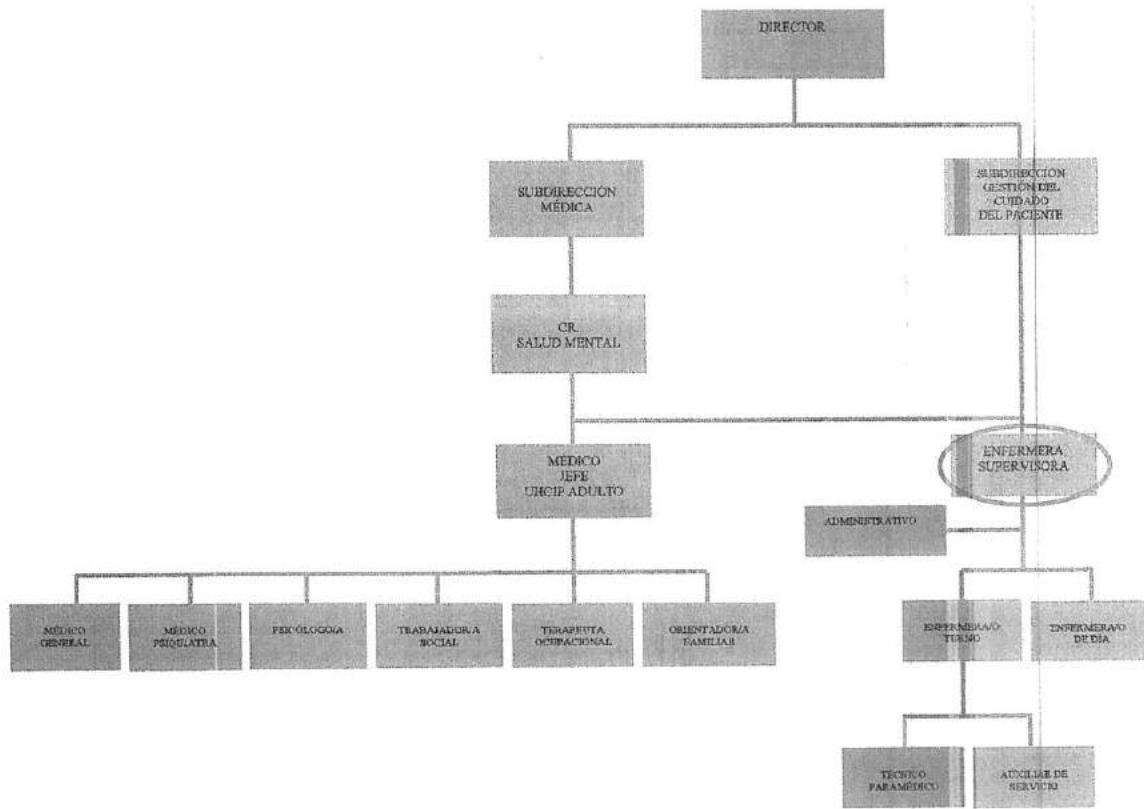 DIRECTOR
SUBDIRECCIÓN
MÉDICA
SUBDIRECCIÓN
GESTIÓN DEL
CUIDADO
DEL PACIENTE
CR.
SALUD MENTAL
MÉDICO
JEFE
UHCIP ADULTO
ENFERMERA
SUPERVISORA
ADMINISTRATIVO
MÉDICO
GENERAL
MÉDICO
PSIQUIATRA
PSICÓLOGO/A
TRABAJADOR/A
SOCIAL
TERAPEUTA
OCUPACIONAL
ORIENTADOR/A
FAMILIAR
ENFERMERA/O
TURNO
ENFERMERA/O
DE DIA
TÉCNICO
PARAMÉDICO
AUXILIAR DE
SERVICIO